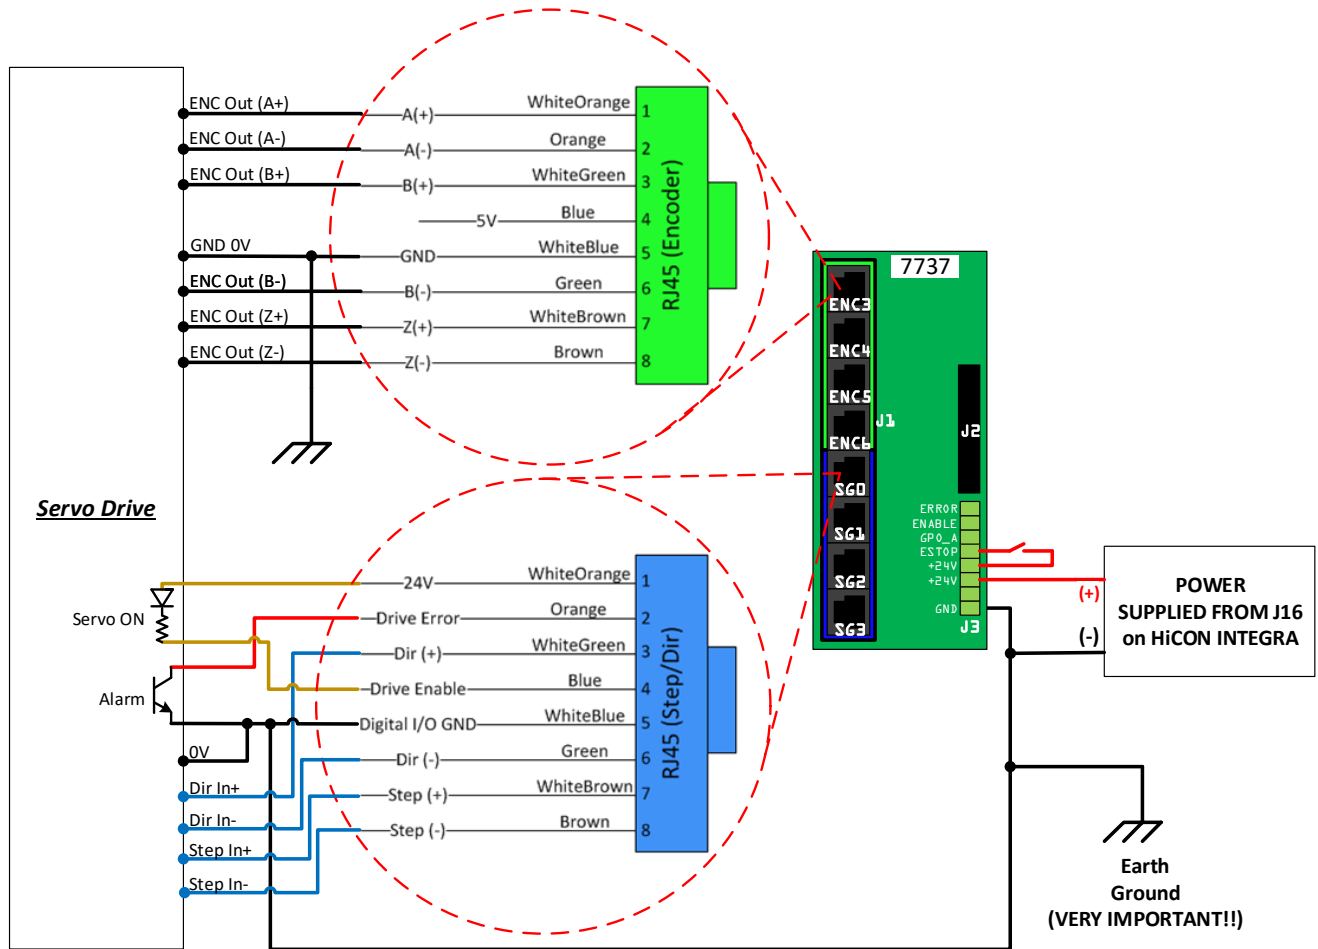 Servo Drive
ENC Out (A+)
ENC Out (A-)
ENC Out (B+)
GND 0V
ENC Out (B-)
ENC Out (Z+)
ENC Out (Z-)
A(+)
A(-)
B(+)
5V
GND
B(-)
Z(+)
Z(-)
WhiteOrange
Orange
WhiteGreen
Blue
WhiteBlue
Green
WhiteBrown
Brown
1
2
3
4
5
6
7
8
RJ45 (Encoder)
Servo ON
Alarm
0V
Dir In+
Dir In-
Step In+
Step In-
24V
Drive Error
Dir (+)
Drive Enable
Digital I/O GND
Dir (-)
Step (+)
Step (-)
WhiteOrange
Orange
WhiteGreen
Blue
WhiteBlue
Green
WhiteBrown
Brown
1
2
3
4
5
6
7
8
RJ45 (Step/Dir)
7737
ENC3
ENC4
ENC5
ENC6
SG0
SG1
SG2
SG3
J1
J2
ERROR
ENABLE
GPO_A
ESTOP
+24V
+24V
GND
J3
(+)
(-)
POWER
SUPPLIED FROM J16
on HiCON INTEGRA
Earth
Ground
(VERY IMPORTANT!!)